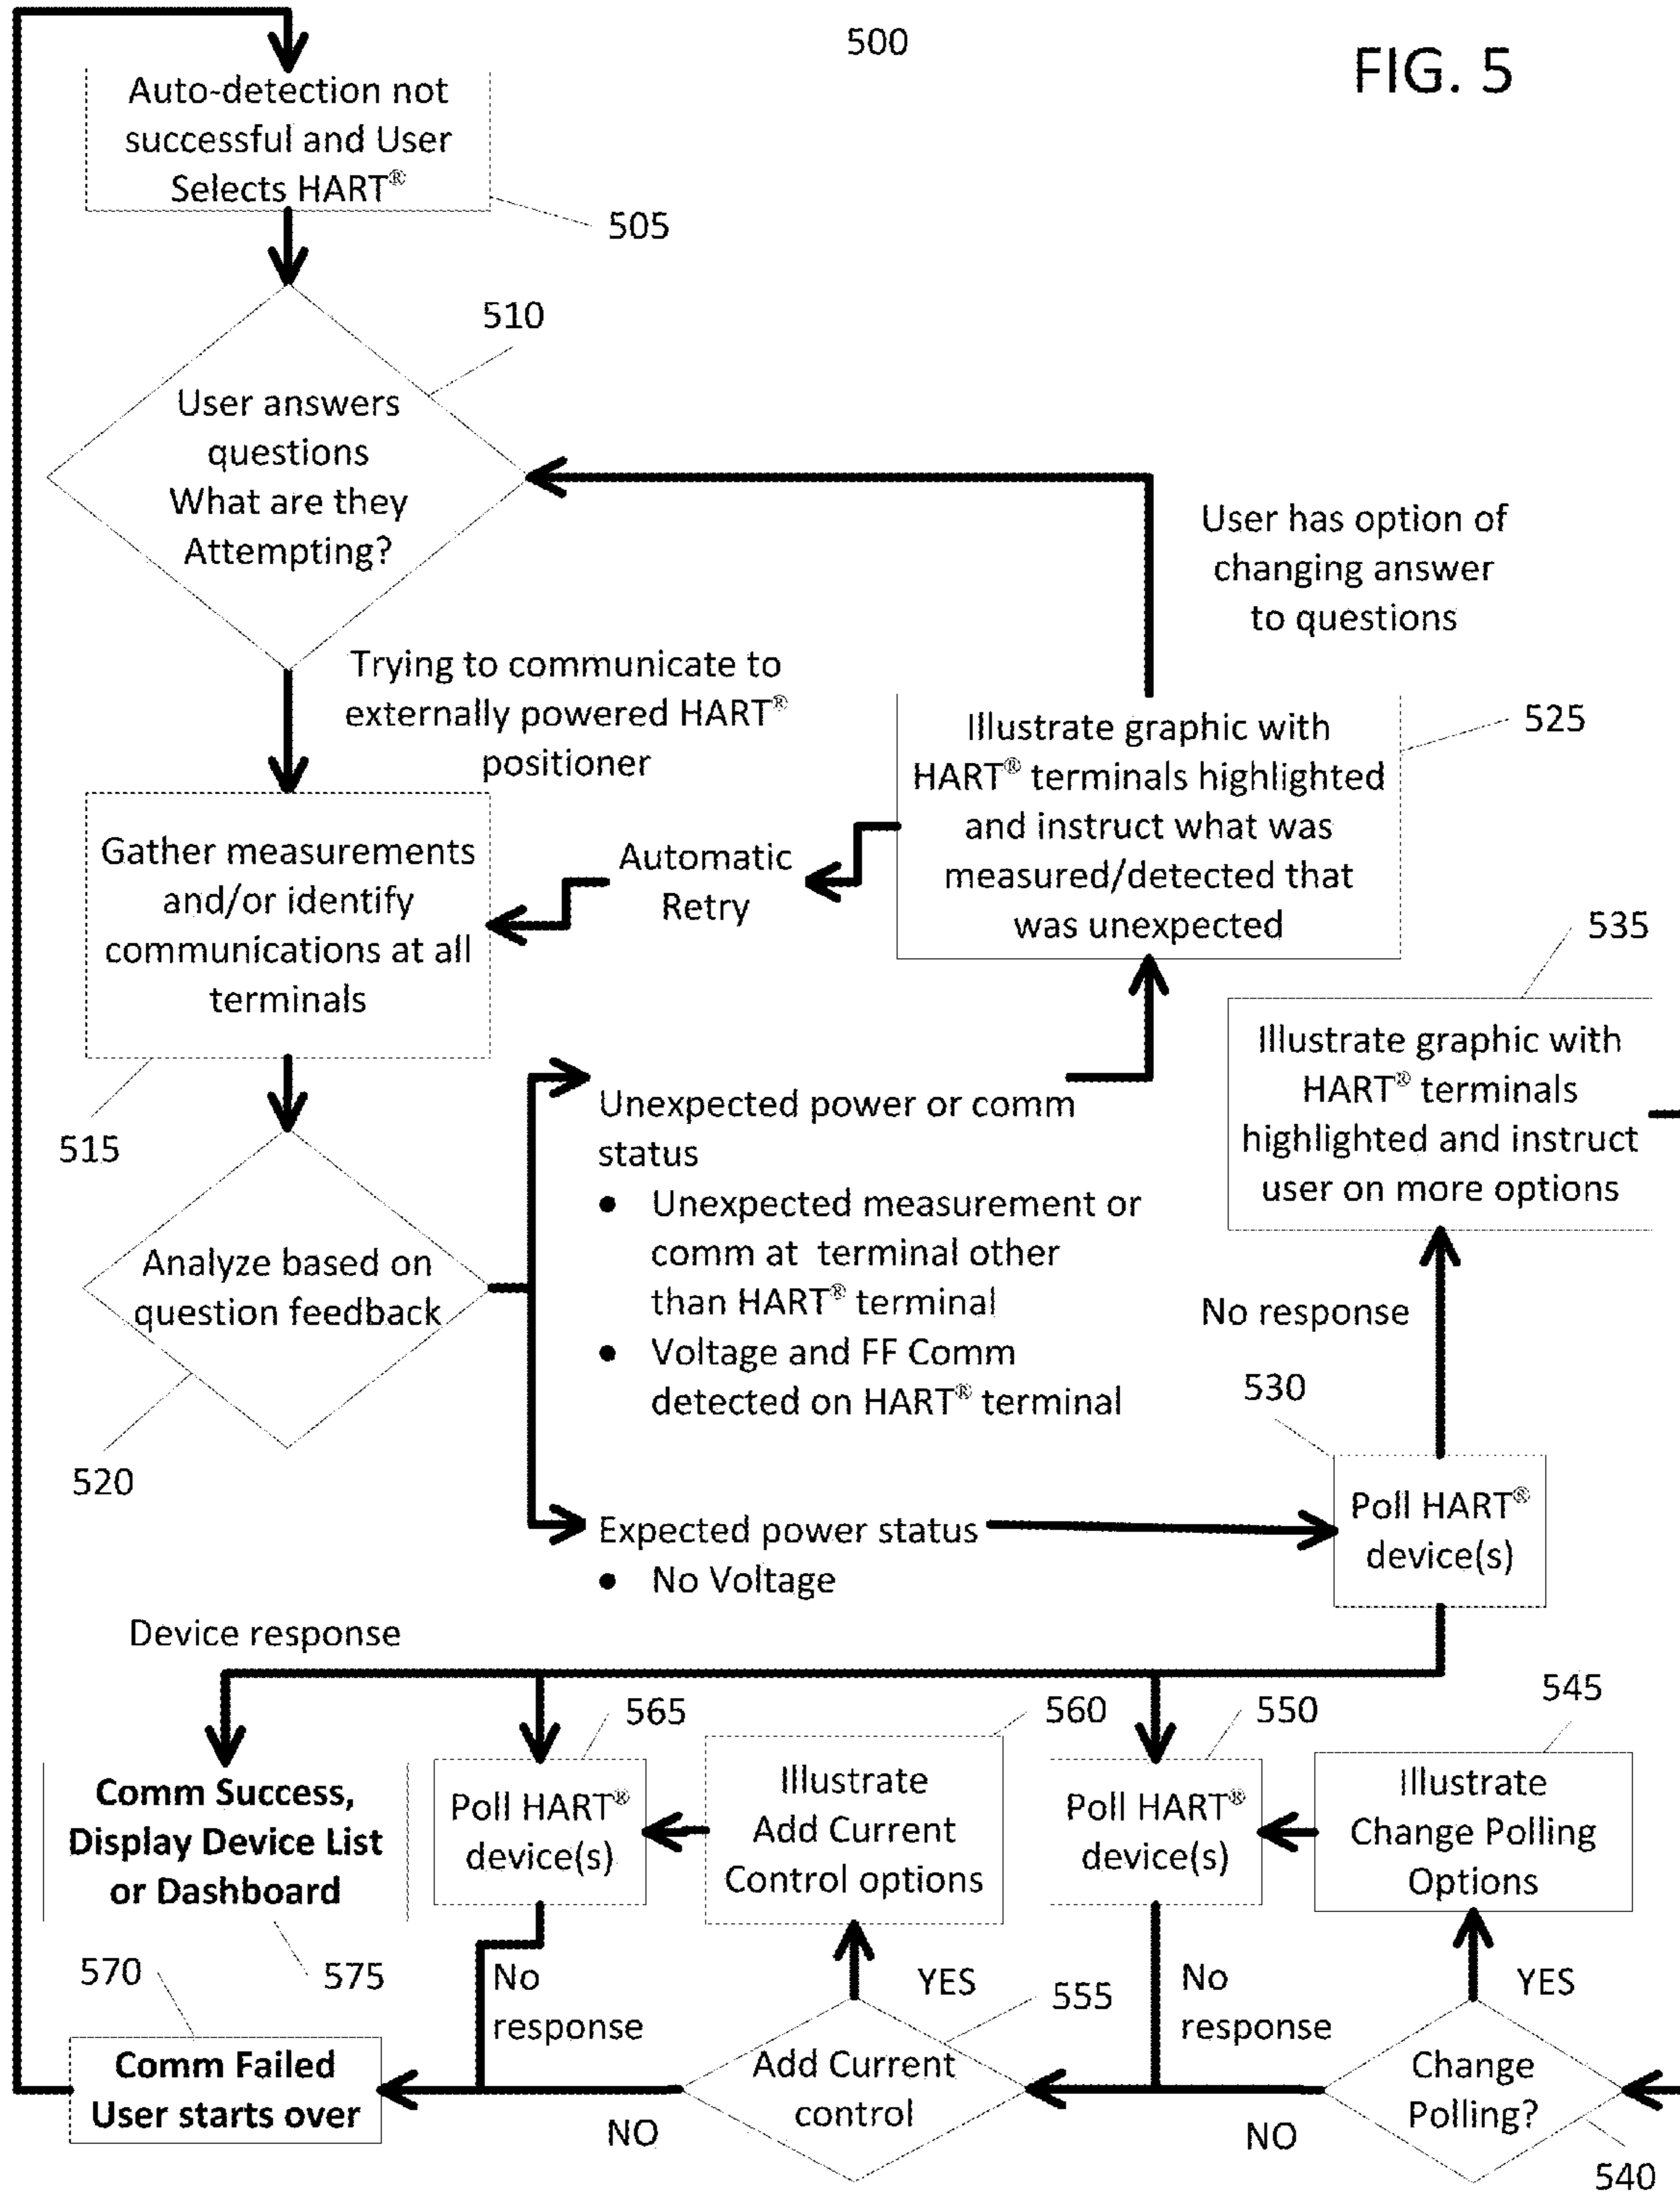 500
FIG. 5
Auto-detection not
successful and User
Selects HART®
505
510
User answers
questions
What are they
Attempting?
User has option of
changing answer
to questions
Trying to communicate to
externally powered HART®
positioner
525
Illustrate graphic with
HART® terminals highlighted
and instruct what was
measured/detected that
was unexpected
Automatic
Retry
Gather measurements
and/or identify
communications at all
terminals
515
535
Illustrate graphic with
HART® terminals
highlighted and instruct
user on more options
Unexpected power or comm
status
● Unexpected measurement or
comm at terminal other
than HART® terminal
● Voltage and FF Comm
detected on HART® terminal
Analyze based on
question feedback
520
No response
530
Poll HART®
device(s)
Expected power status
● No Voltage
Device response
565
560
550
545
Comm Success,
Display Device List
or Dashboard
575
Poll HART®
device(s)
Illustrate
Add Current
Control options
Poll HART®
device(s)
Illustrate
Change Polling
Options
570
No
response
YES
555
No
response
YES
Comm Failed
User starts over
NO
Add Current
control
NO
Change
Polling?
540